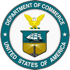 DEPARTMENT OF COMMERCE
UNITED STATES OF AMERICA